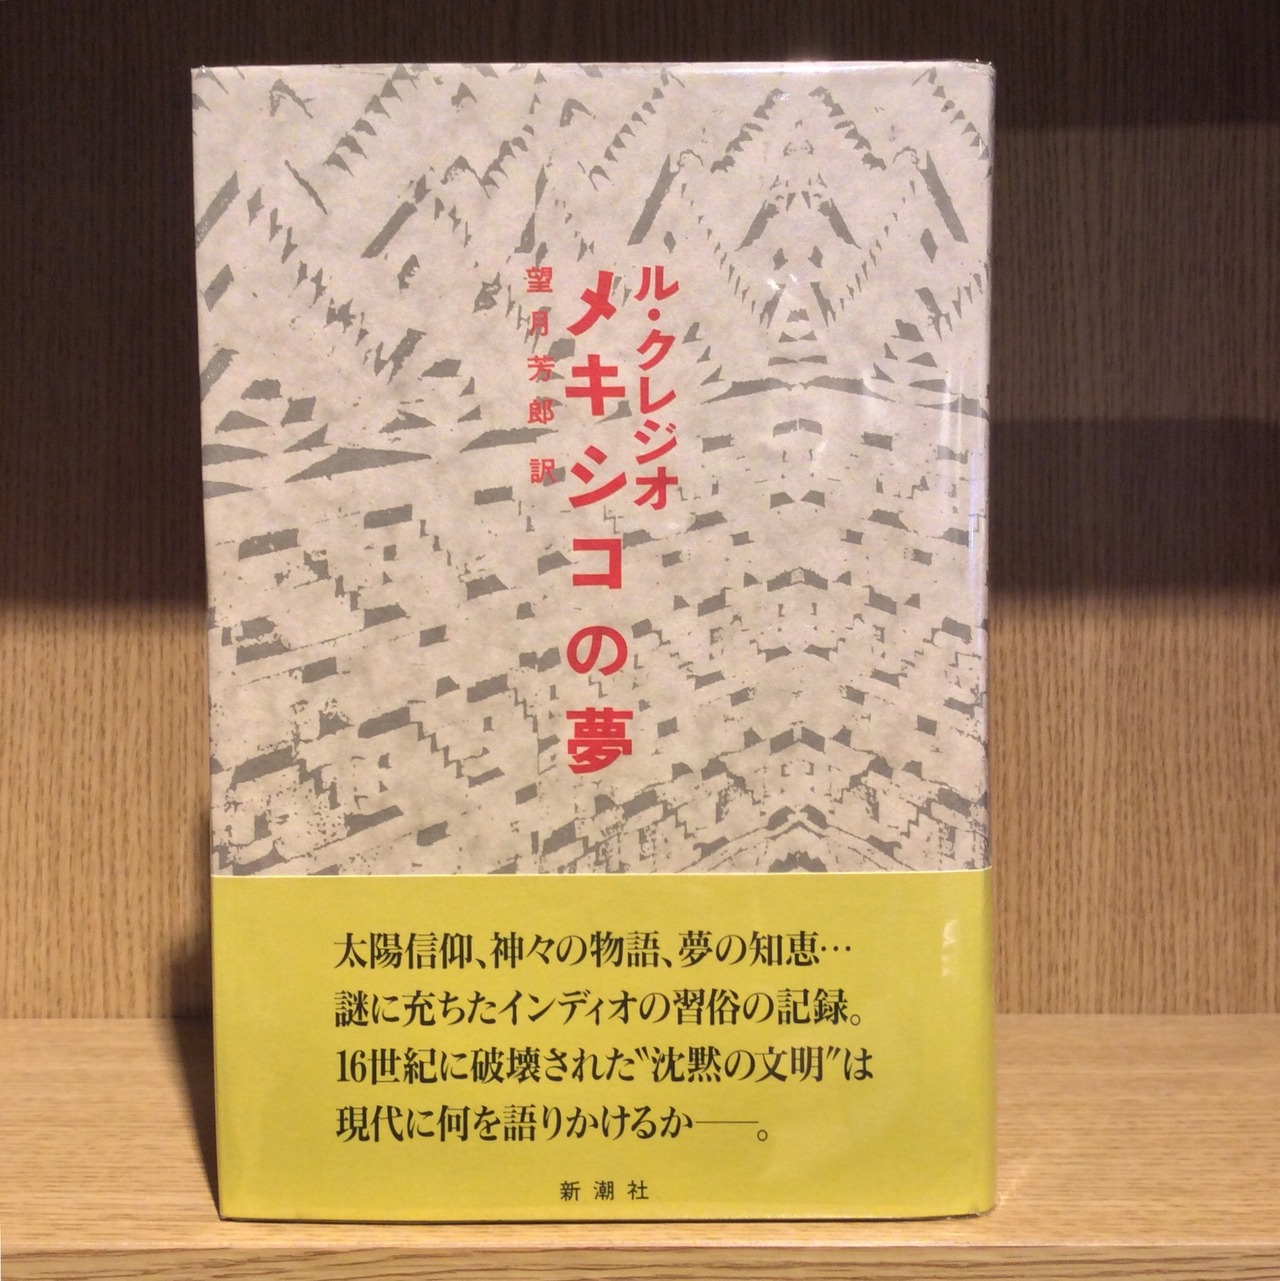 ル・クレジオ
メキシコの夢
望月芳郎 訳
太陽信仰、神々の物語、夢の知恵…
謎に充ちたインディオの習俗の記録。
16世紀に破壊された〝沈黙の文明〞は
現代に何を語りかけるか──。
新潮社